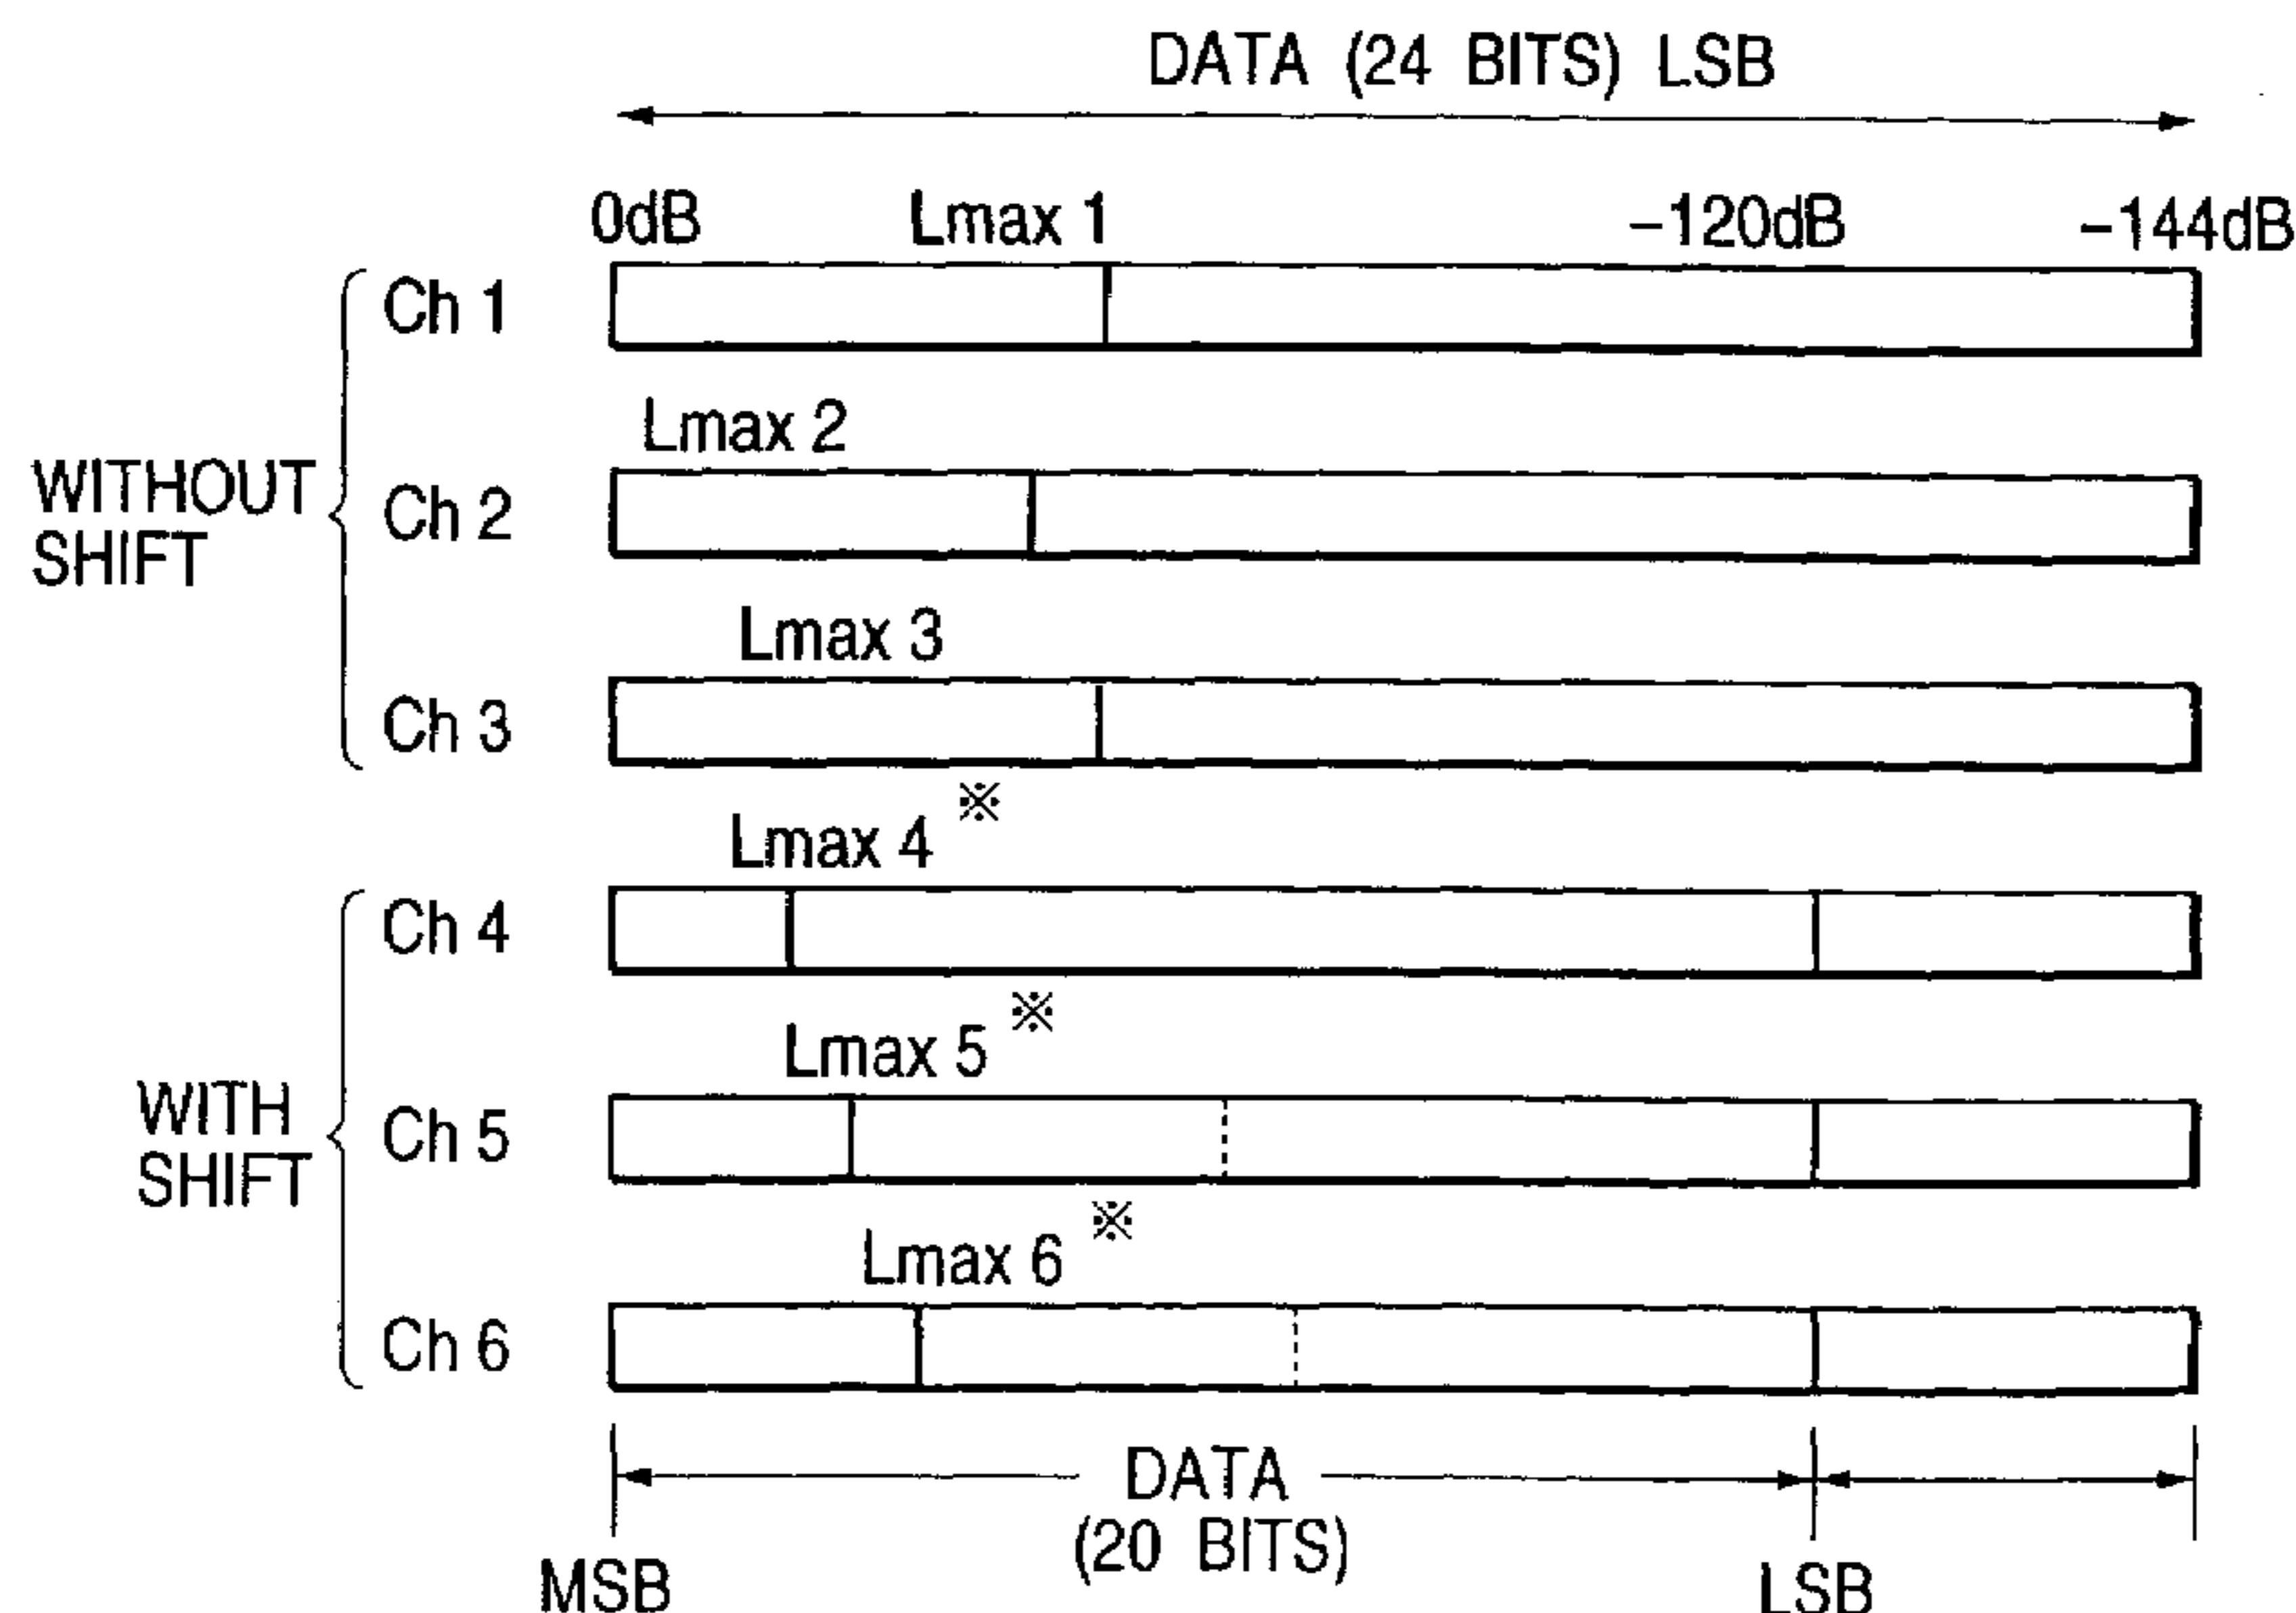 DATA (24 BITS) LSB
0dB Lmax 1 −120dB −144dB
Ch 1
Lmax 2
WITHOUT
SHIFT
Ch 2
Lmax 3
Ch 3
Lmax 4 ※
Ch 4
Lmax 5 ※
WITH
SHIFT
Ch 5
Lmax 6 ※
Ch 6
DATA
(20 BITS)
MSB LSB